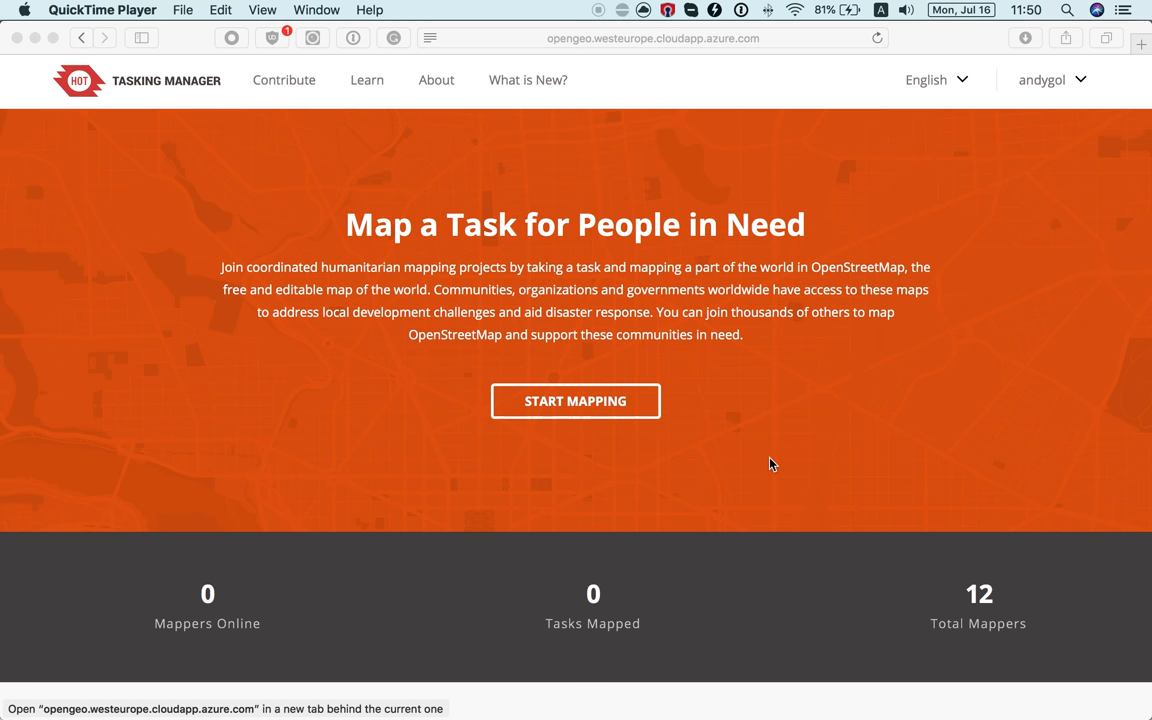 QuickTime Player File Edit View Window Help 81% A Mon, Jul 16 11:50
1 opengeo.westeurope.cloudapp.azure.com
HOT TASKING MANAGER Contribute Learn About What is New? English andygol
Map a Task for People in Need
Join coordinated humanitarian mapping projects by taking a task and mapping a part of the world in OpenStreetMap, the
free and editable map of the world. Communities, organizations and governments worldwide have access to these maps
to address local development challenges and aid disaster response. You can join thousands of others to map
OpenStreetMap and support these communities in need.
START MAPPING
0 0 12
Mappers Online Tasks Mapped Total Mappers
Open “opengeo.westeurope.cloudapp.azure.com” in a new tab behind the current one